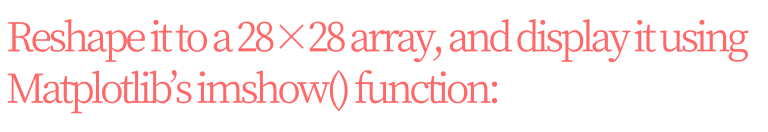 Reshape it to a 28×28 array, and display it using
Matplotlib’s imshow() function: